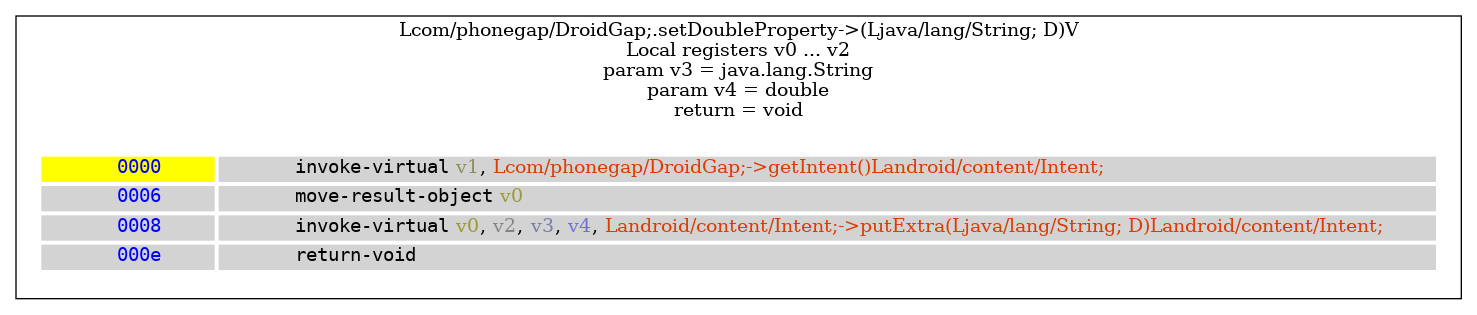 Lcom/phonegap/DroidGap;.setDoubleProperty->(Ljava/lang/String; D)V
Local registers v0 ... v2
param v3 = java.lang.String
param v4 = double
return = void
0000 invoke-virtual v1, Lcom/phonegap/DroidGap;->getIntent()Landroid/content/Intent;
0006 move-result-object v0
0008 invoke-virtual v0, v2, v3, v4, Landroid/content/Intent;->putExtra(Ljava/lang/String; D)Landroid/content/Intent;
000e return-void